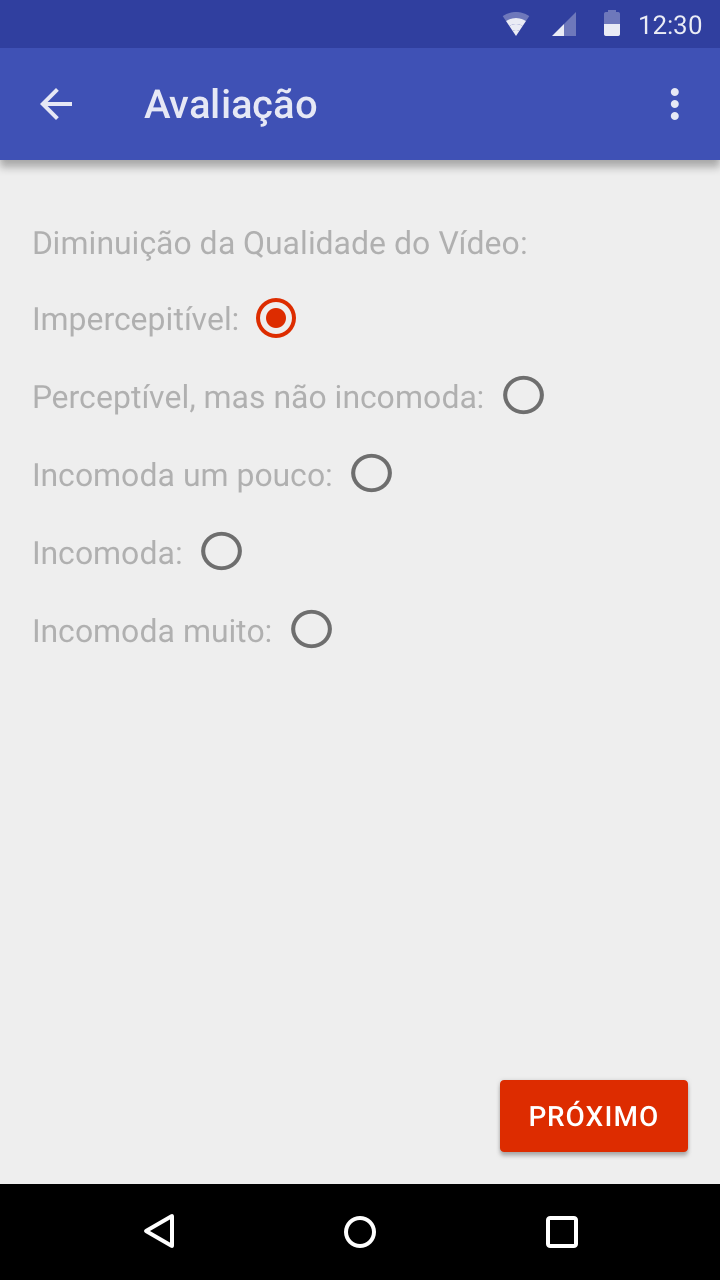 12:30
Avaliação
Diminuição da Qualidade do Vídeo:
Impercepitível:
Perceptível, mas não incomoda:
Incomoda um pouco:
Incomoda:
Incomoda muito:
PRÓXIMO